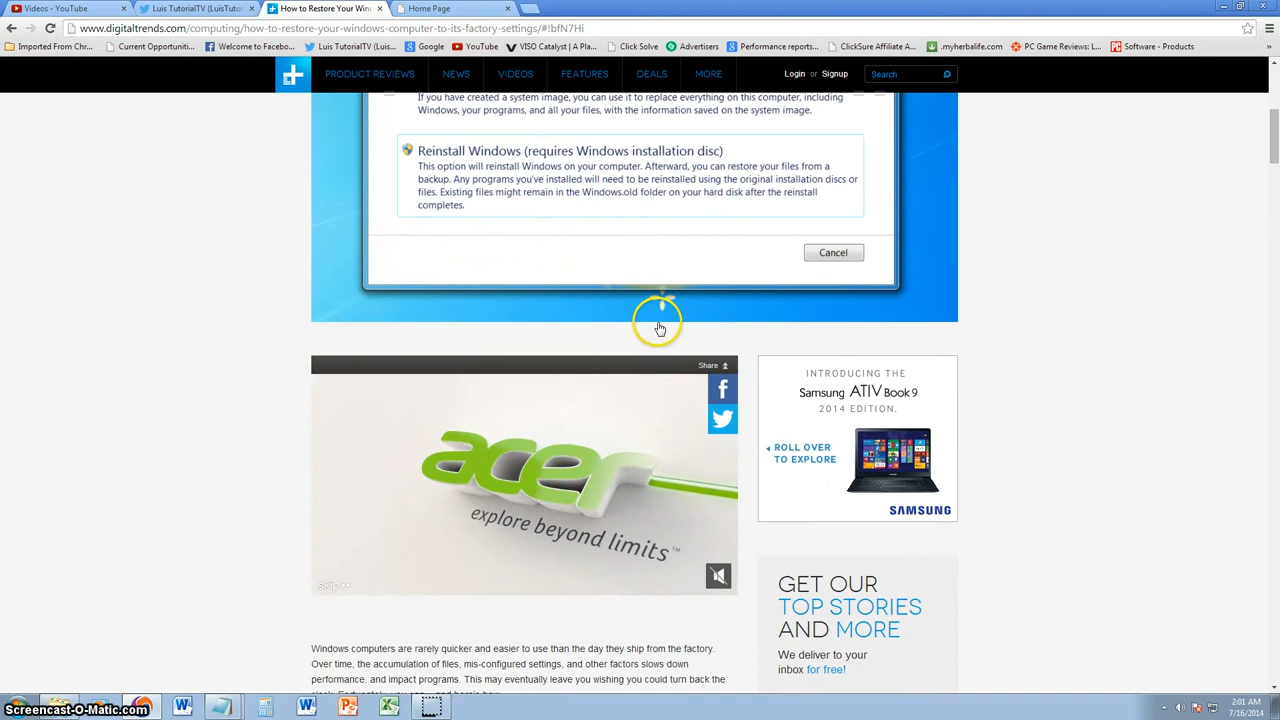 Videos - YouTube
Luis TutorialTV (LuisTutor
How to Restore Your Win
Home Page
www.digitaltrends.com/computing/how-to-restore-your-windows-computer-to-its-factory-settings/#!bfN7Hi
Imported From Chr...
Current Opportuniti...
Welcome to Facebo...
Luis TutorialTV (Luis...
Google
YouTube
VISO Catalyst | A Pla...
Click Solve
Advertisers
Performance reports...
ClickSure Affiliate A...
.myherbalife.com
PC Game Reviews: L...
Software - Products
PRODUCT REVIEWS
NEWS
VIDEOS
FEATURES
DEALS
MORE
Login or Signup
Search
If you have created a system image, you can use it to replace everything on this computer, including
Windows, your programs, and all your files, with the information saved on the system image.
Reinstall Windows (requires Windows installation disc)
This option will reinstall Windows on your computer. Afterward, you can restore your files from a
backup. Any programs you've installed will need to be reinstalled using the original installation discs or
files. Existing files might remain in the Windows.old folder on your hard disk after the reinstall
completes.
Cancel
Share
acer
explore beyond limits™
skip>>
INTRODUCING THE
Samsung ATIV Book 9
2014 EDITION.
ROLL OVER
TO EXPLORE
SAMSUNG
GET OUR
TOP STORIES
AND MORE
We deliver to your
inbox for free!
Windows computers are rarely quicker and easier to use than the day they ship from the factory.
Over time, the accumulation of files, mis-configured settings, and other factors slows down
performance, and impact programs. This may eventually leave you wishing you could turn back the
Screencast-O-Matic.com
2:01 AM
7/16/2014